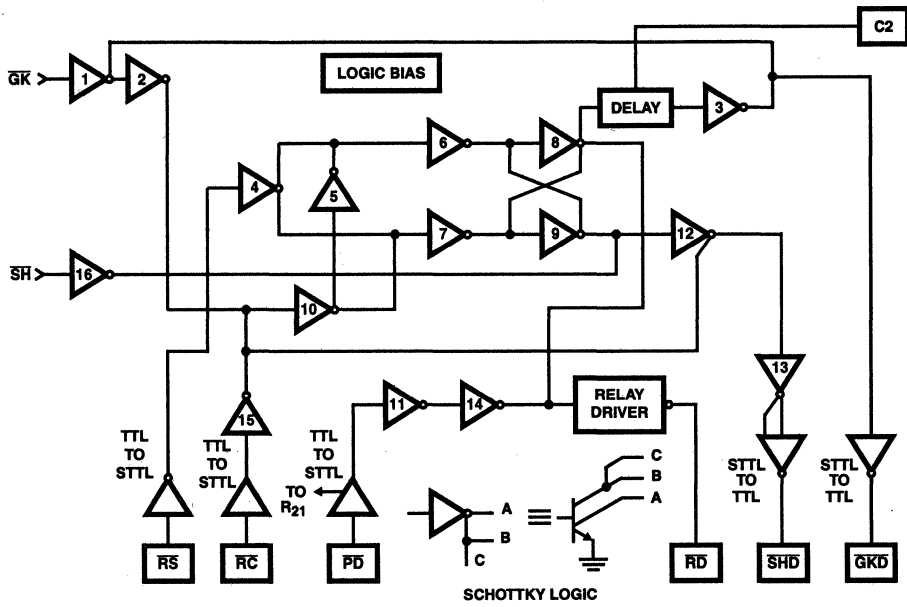 C2
GK
1
2
LOGIC BIAS
DELAY
3
6
8
4
5
7
9
12
SH
16
10
13
11
14
RELAY
DRIVER
15
TTL
TO
STTL
TTL
TO
STTL
TTL
TO
STTL
TO
R21
A
B
C
C
B
A
STTL
TO
TTL
STTL
TO
TTL
RS
RC
PD
RD
SHD
GKD
SCHOTTKY LOGIC